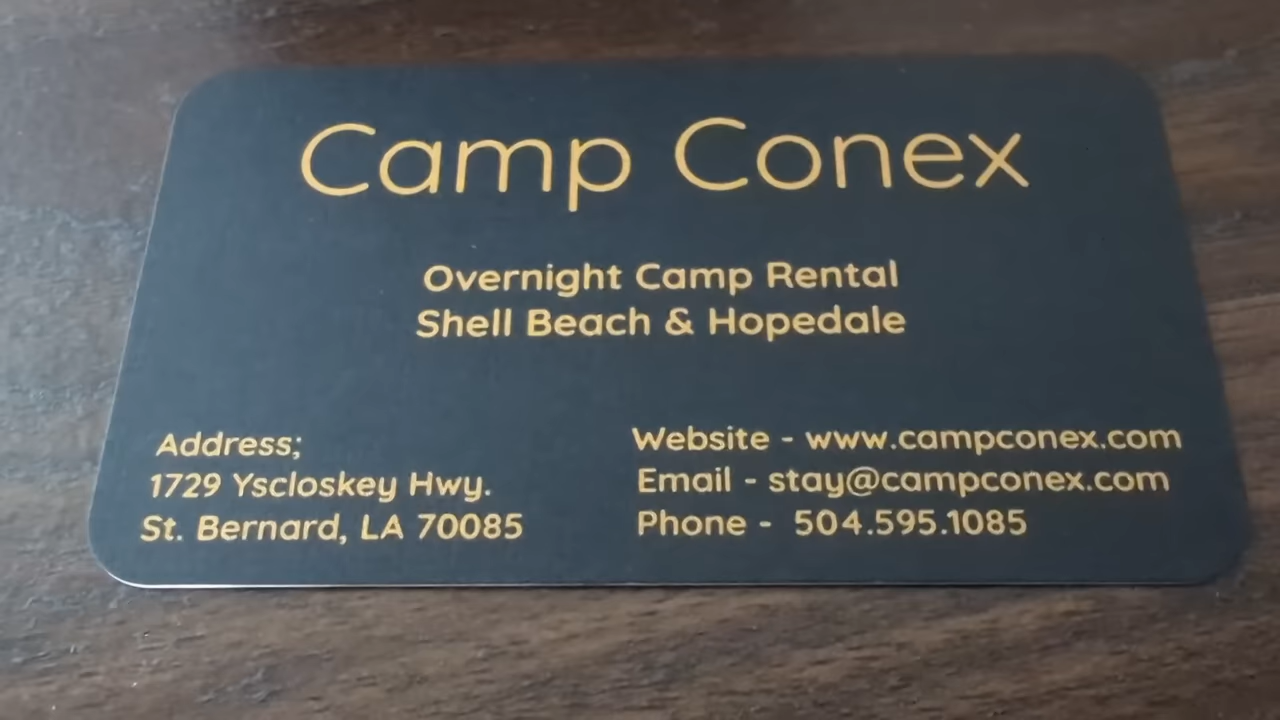 Camp Conex
Overnight Camp Rental
Shell Beach & Hopedale
Address;
1729 Yscloskey Hwy.
St. Bernard, LA 70085
Website - www.campconex.com
Email - stay@campconex.com
Phone - 504.595.1085